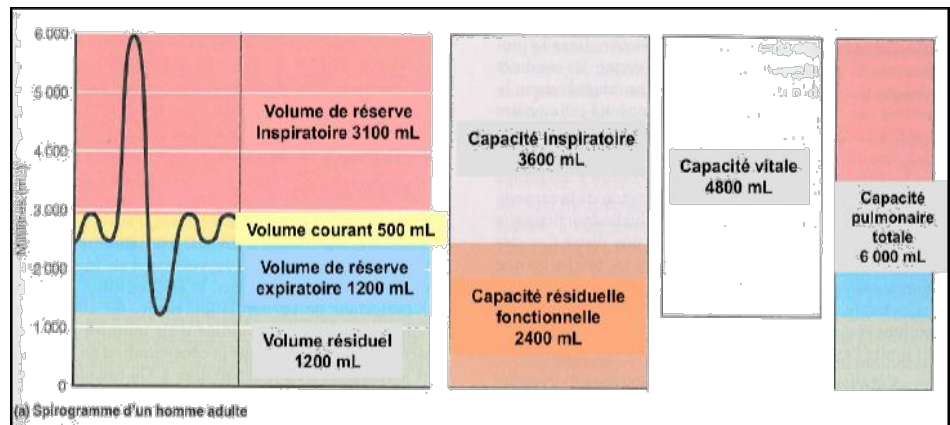 6 000
5 000
4 000
3 000
2 000
1 000
0
Volume de réserve
Inspiratoire 3100 mL
Volume courant 500 mL
Volume de réserve
expiratoire 1200 mL
Volume résiduel
1200 mL
Capacité inspiratoire
3600 mL
Capacité résiduelle
fonctionnelle
2400 mL
Capacité vitale
4800 mL
Capacité
pulmonaire
totale
6 000 mL
(a) Spirogramme d'un homme adulte